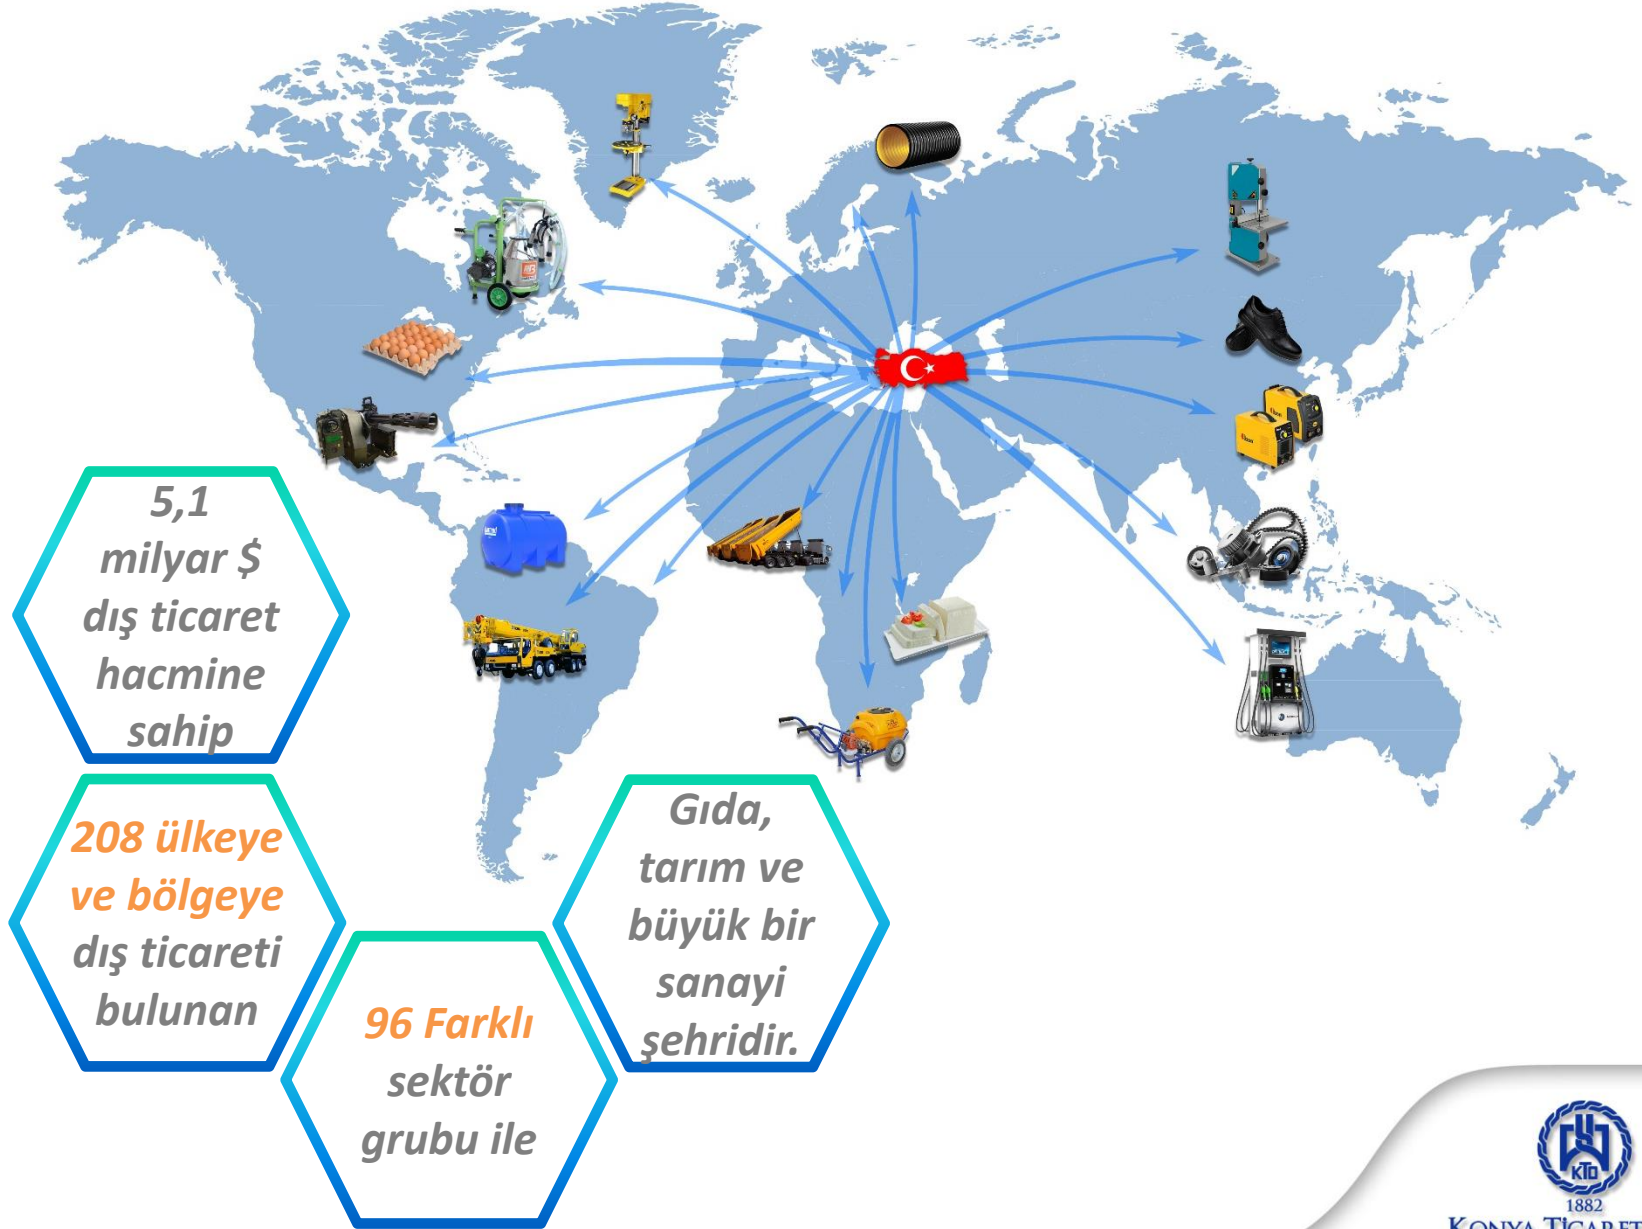 5,1
milyar $
dış ticaret
hacmine
sahip
208 ülkeye
ve bölgeye
dış ticareti
bulunan
96 Farklı
sektör
grubu ile
Gıda,
tarım ve
büyük bir
sanayi
şehridir.
KTO
1882
KONYA TİCARET